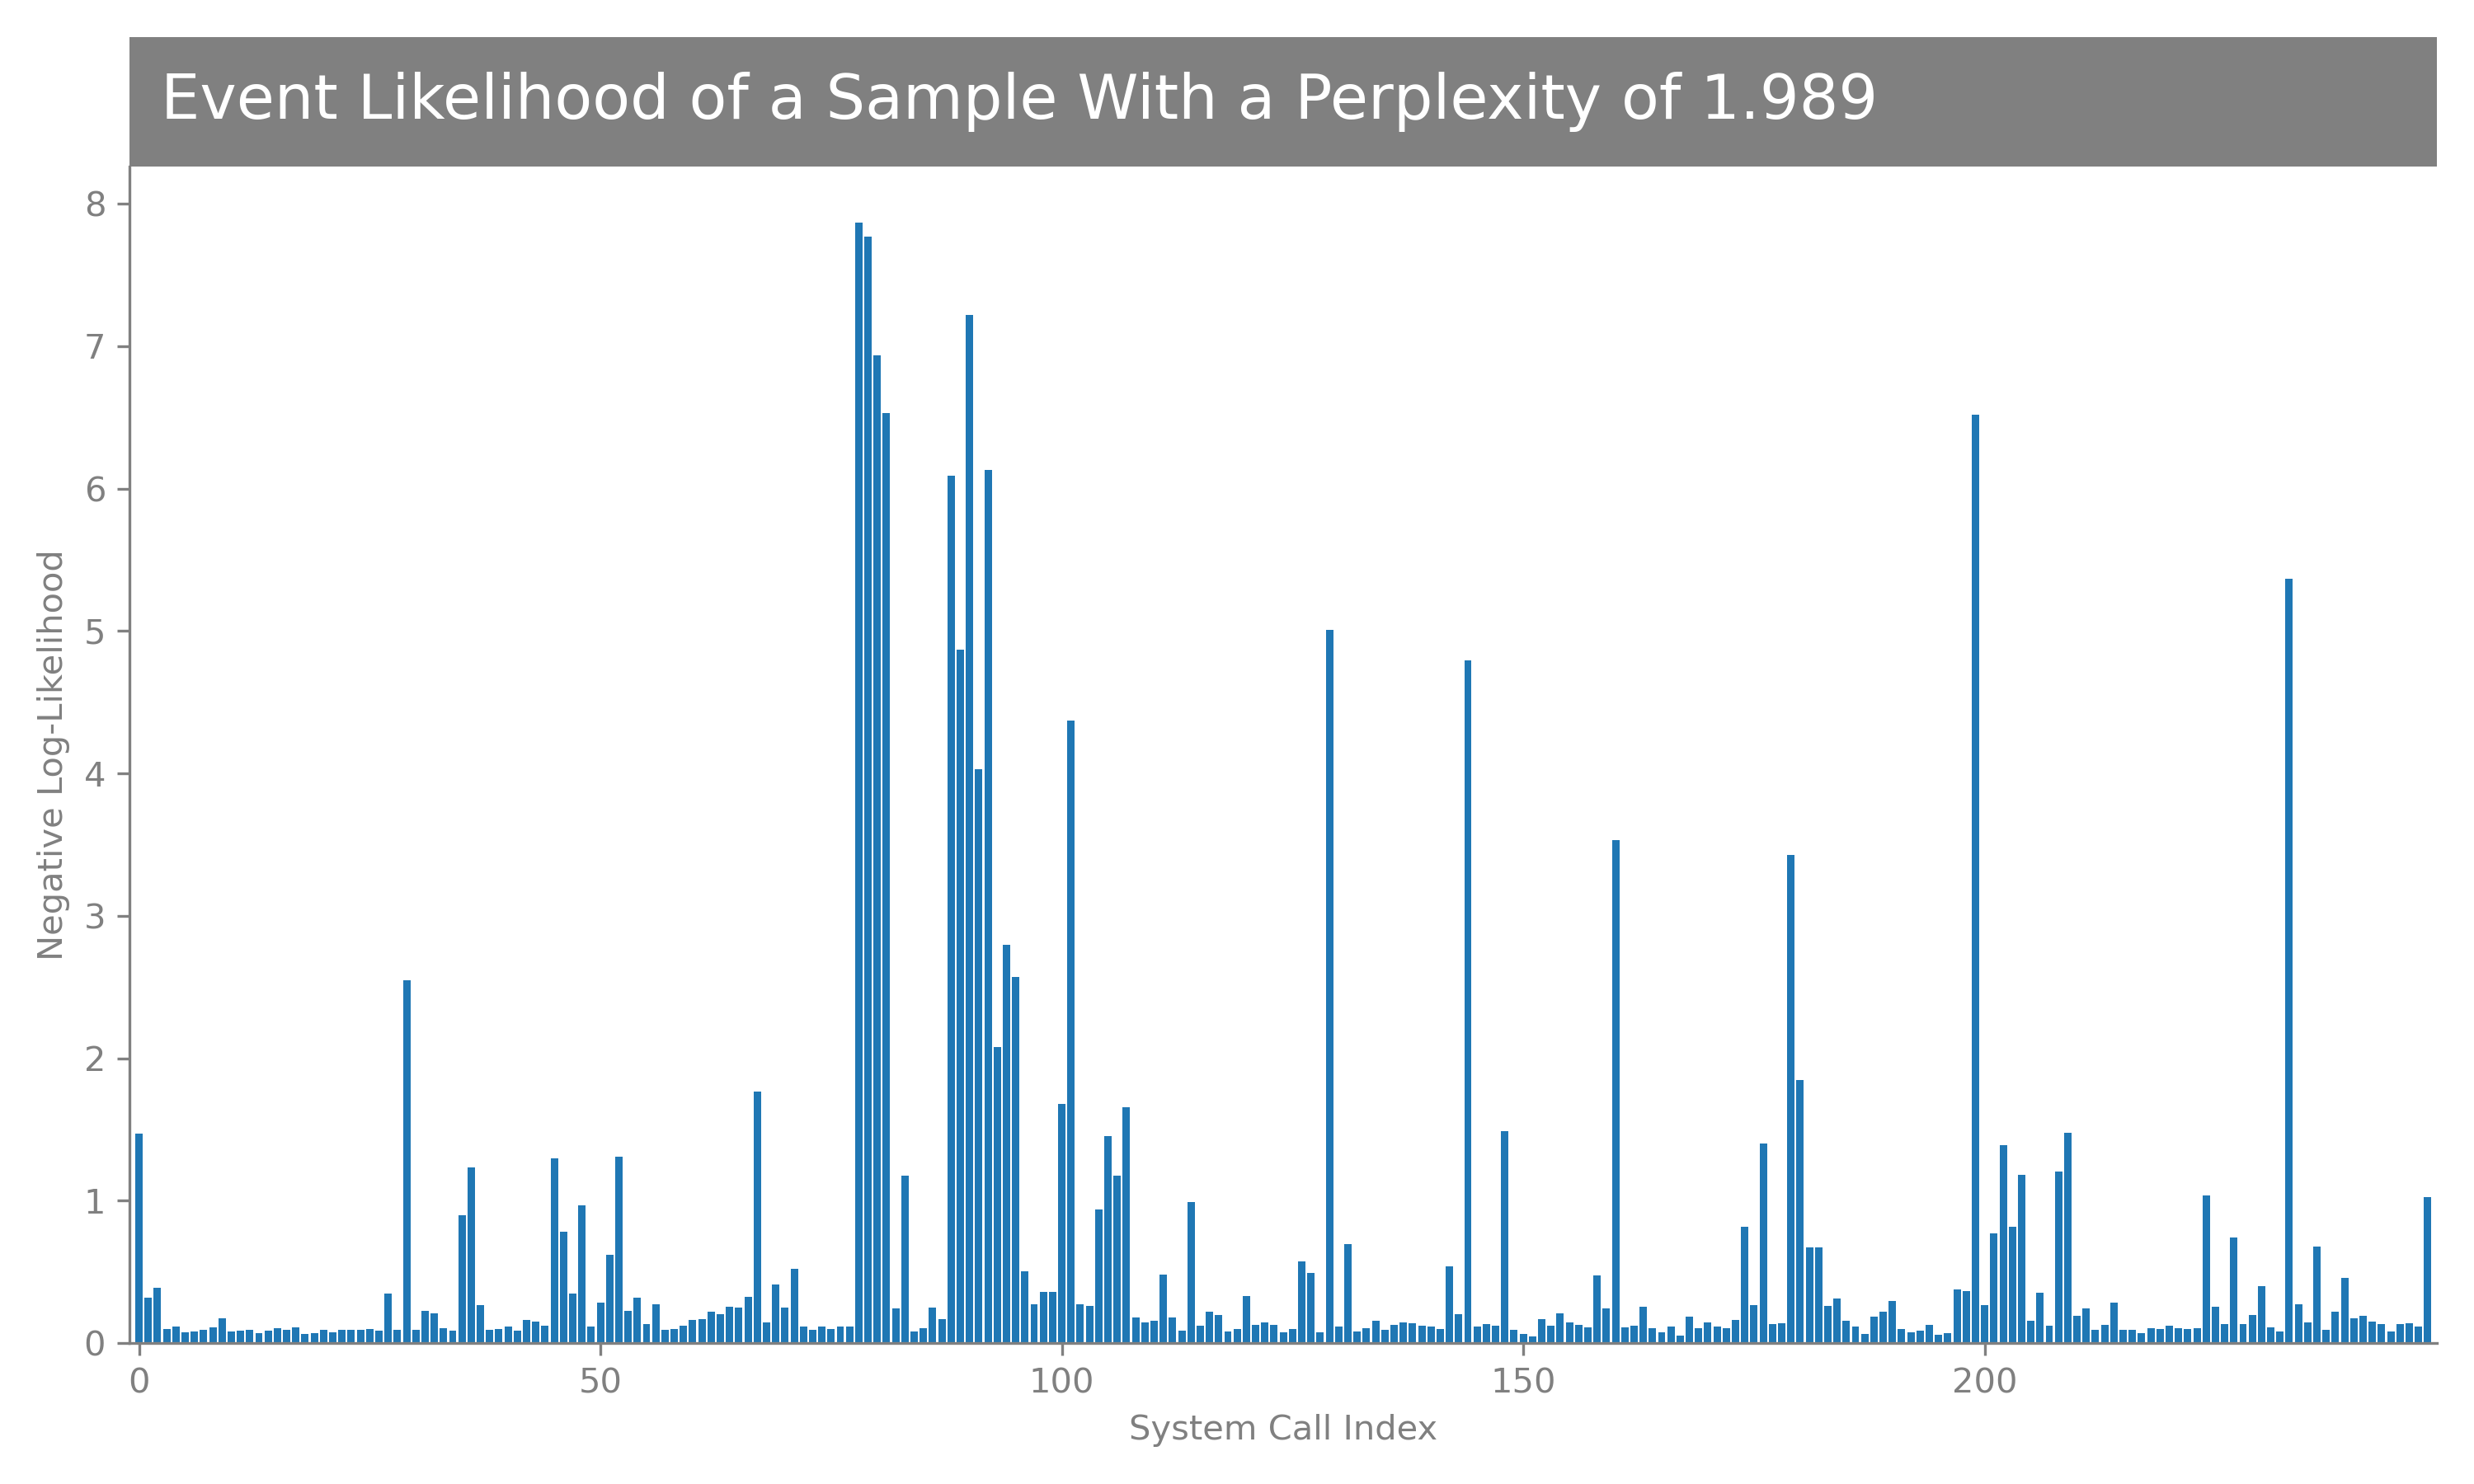 Event Likelihood of a Sample With a Perplexity of 1.989
8
7
6
5
4
3
2
1
0
Negative Log-Likelihood
0 50 100 150 200
System Call Index